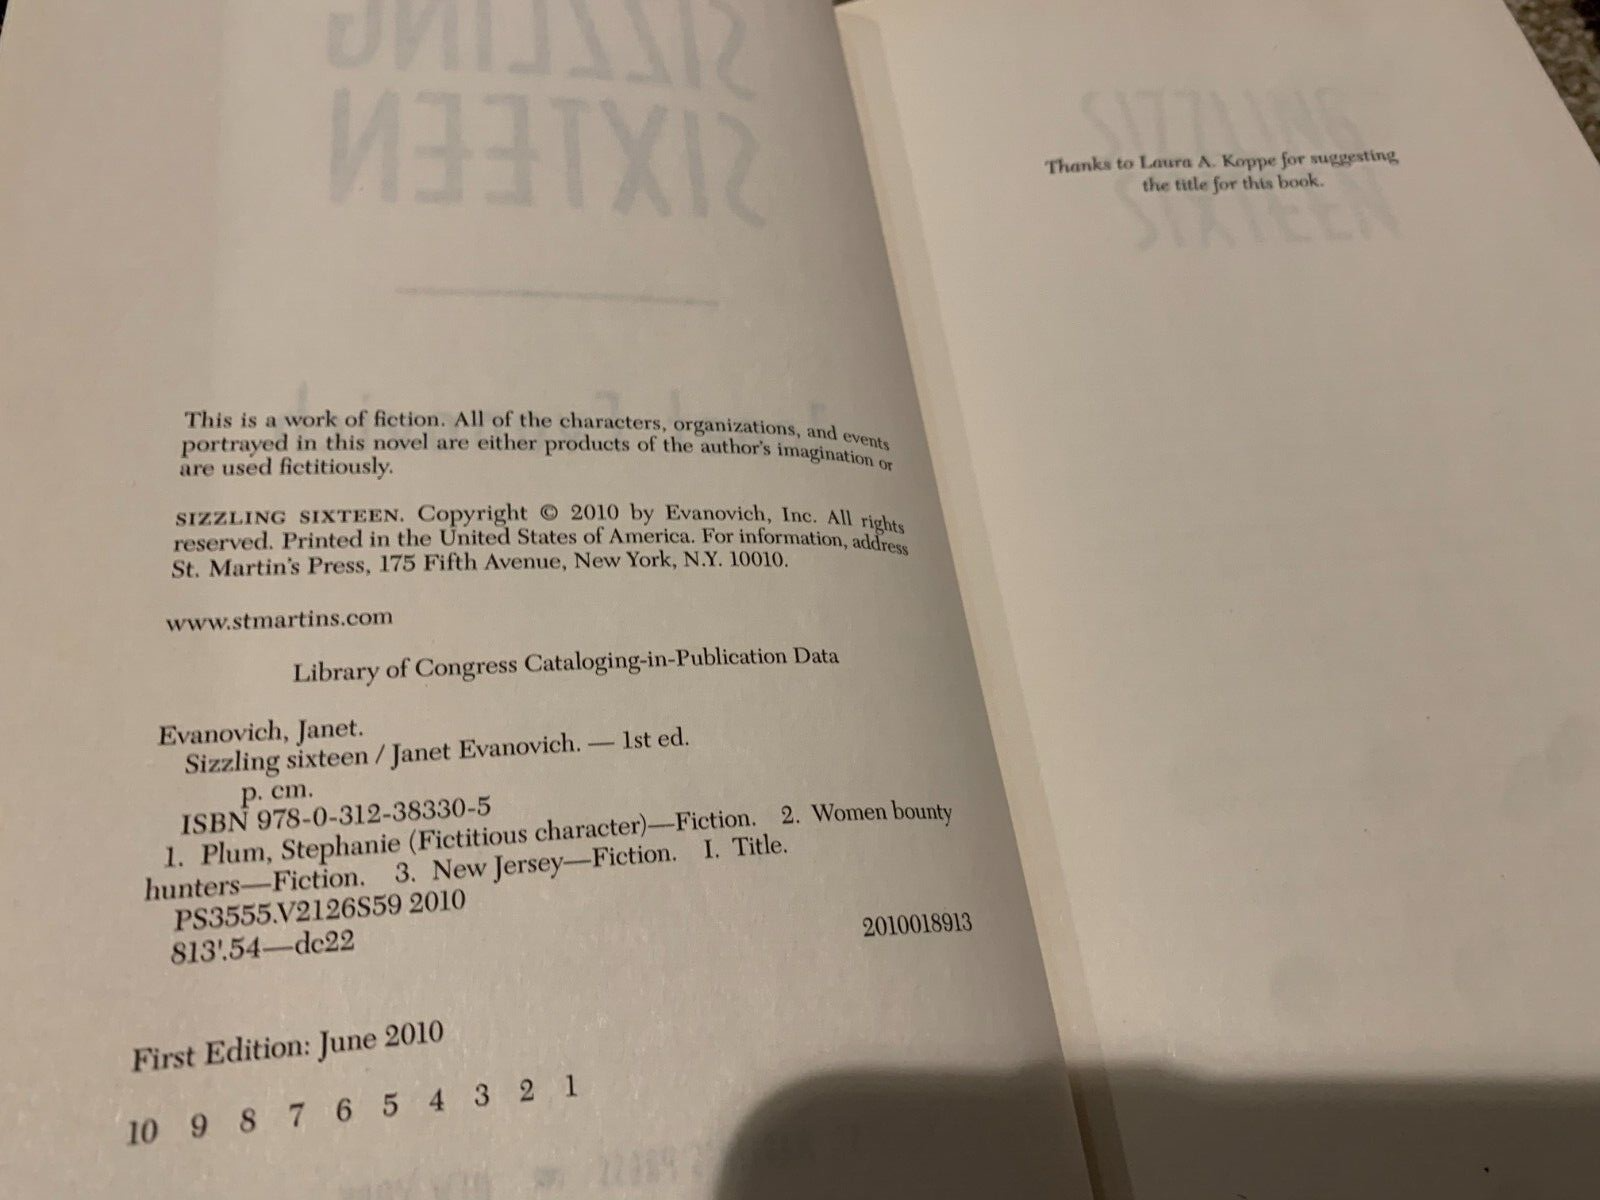 This is a work of fiction. All of the characters, organizations, and events
portrayed in this novel are either products of the author's imagination or
are used fictitiously.
SIZZLING SIXTEEN. Copyright © 2010 by Evanovich, Inc. All rights
reserved. Printed in the United States of America. For information, address
St. Martin's Press, 175 Fifth Avenue, New York, N.Y. 10010.
www.stmartins.com
Library of Congress Cataloging-in-Publication Data
Evanovich, Janet.
Sizzling sixteen / Janet Evanovich. — 1st ed.
p. cm.
ISBN 978-0-312-38330-5
1. Plum, Stephanie (Fictitious character)—Fiction. 2. Women bounty
hunters—Fiction. 3. New Jersey—Fiction. I. Title.
PS3555.V2126S59 2010
813'.54—dc22
2010018913
First Edition: June 2010
10 9 8 7 6 5 4 3 2 1
SIZZLING
SIXTEEN
Thanks to Laura A. Koppe for suggesting
the title for this book.
SIZZLING
SIXTEEN